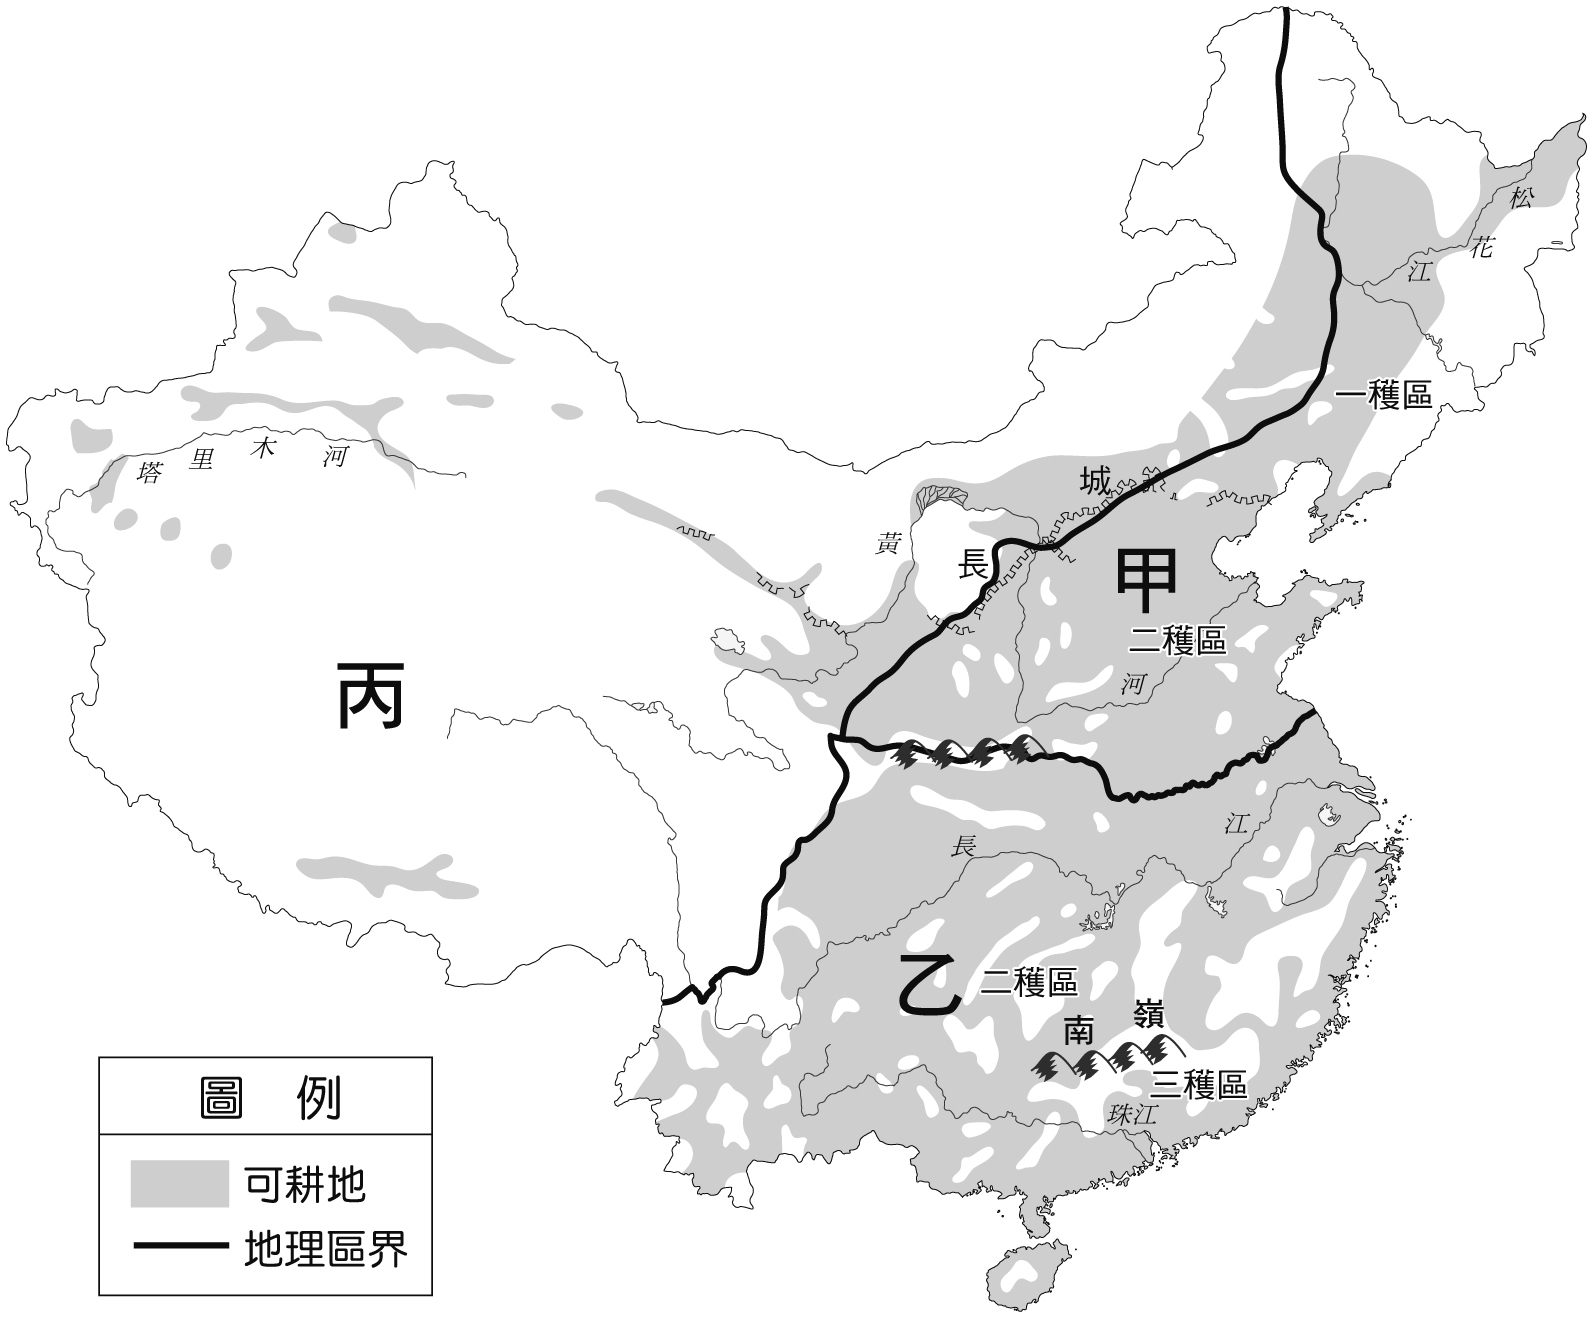 松花江
一穫區
塔里木河
長城
黃河
甲
二穫區
丙
長江
乙
二穫區
南嶺
三穫區
珠江
圖 例
可耕地
地理區界